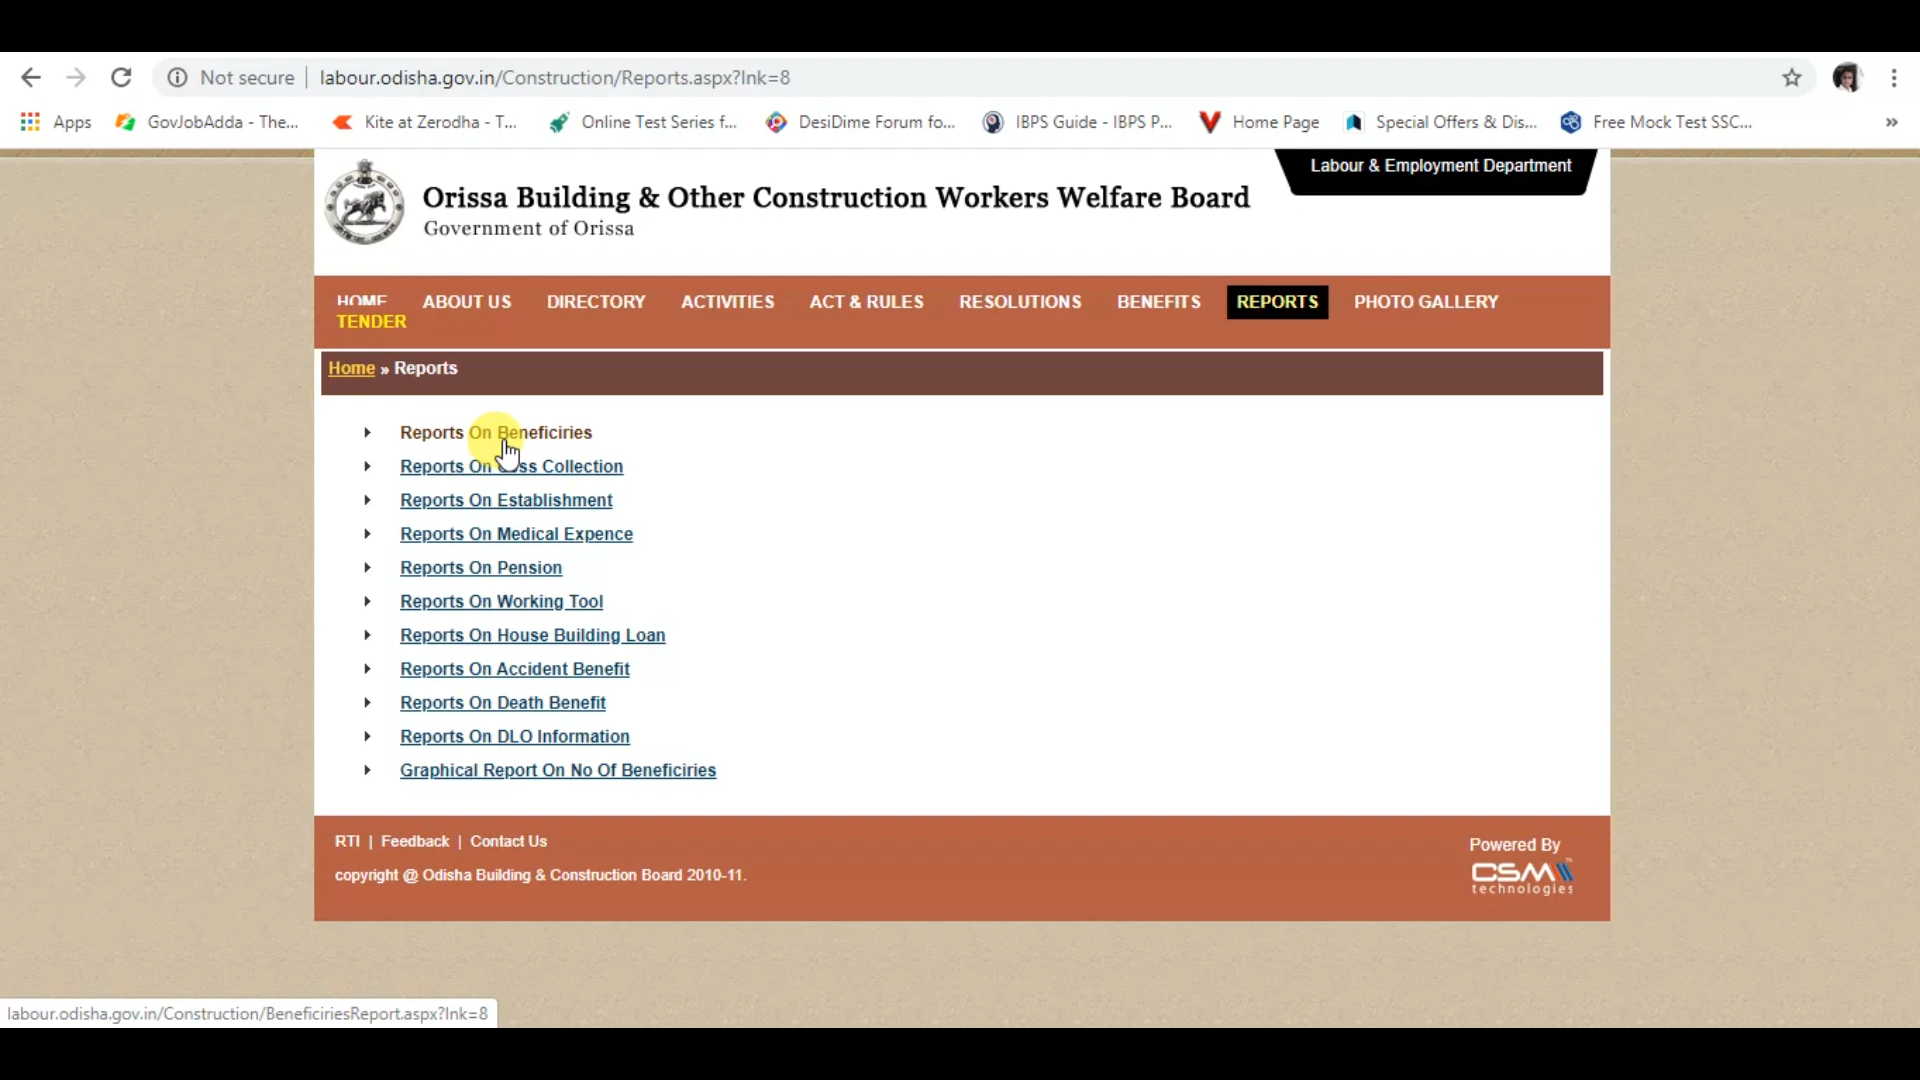 Not secure | labour.odisha.gov.in/Construction/Reports.aspx?lnk=8
Apps GovJobAdda - The... Kite at Zerodha - T... Online Test Series f... DesiDime Forum fo... IBPS Guide - IBPS P... Home Page Special Offers & Dis... Free Mock Test SSC... »
Labour & Employment Department
Orissa Building & Other Construction Workers Welfare Board
Government of Orissa
HOME ABOUT US DIRECTORY ACTIVITIES ACT & RULES RESOLUTIONS BENEFITS REPORTS PHOTO GALLERY
TENDER
Home » Reports
Reports On Beneficiries
Reports On Cess Collection
Reports On Establishment
Reports On Medical Expence
Reports On Pension
Reports On Working Tool
Reports On House Building Loan
Reports On Accident Benefit
Reports On Death Benefit
Reports On DLO Information
Graphical Report On No Of Beneficiries
RTI | Feedback | Contact Us
copyright @ Odisha Building & Construction Board 2010-11.
Powered By
CSM
technologies
labour.odisha.gov.in/Construction/BeneficiriesReport.aspx?lnk=8